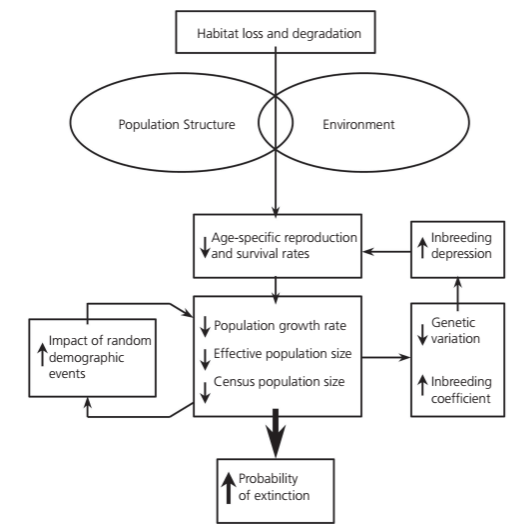 Habitat loss and degradation
Population Structure
Environment
Age-specific reproduction
and survival rates
Inbreeding
depression
Impact of random
demographic
events
Population growth rate
Effective population size
Census population size
Genetic
variation
Inbreeding
coefficient
Probability
of extinction